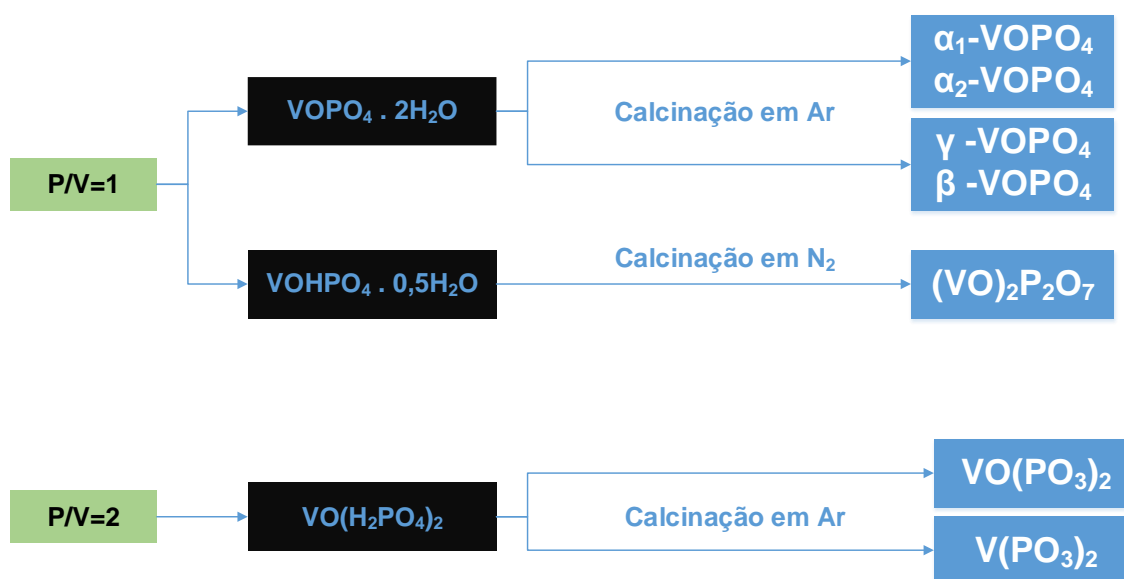 P/V=1
VOPO₄ . 2H₂O
Calcinação em Ar
α₁-VOPO₄
α₂-VOPO₄
γ -VOPO₄
β -VOPO₄
VOHPO₄ . 0,5H₂O
Calcinação em N₂
(VO)₂P₂O₇
P/V=2
VO(H₂PO₄)₂
Calcinação em Ar
VO(PO₃)₂
V(PO₃)₂